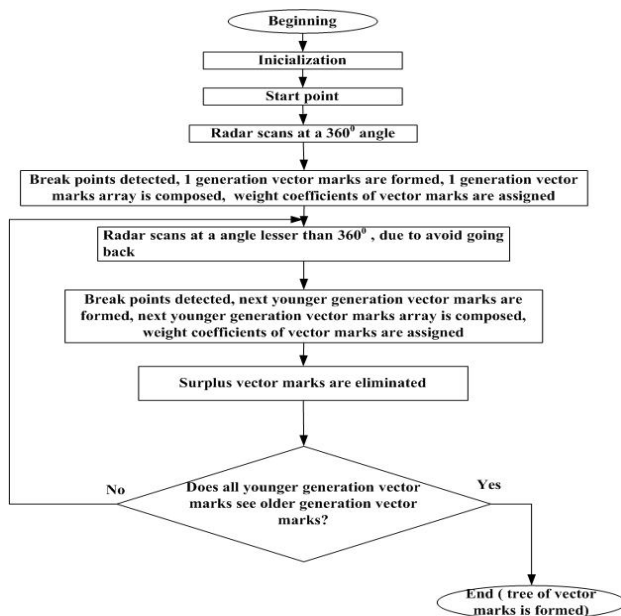 Beginning
Inicialization
Start point
Radar scans at a 360⁰ angle
Break points detected, 1 generation vector marks are formed, 1 generation vector
marks array is composed, weight coefficients of vector marks are assigned
Radar scans at a angle lesser than 360⁰ , due to avoid going
back
Break points detected, next younger generation vector marks are
formed, next younger generation vector marks array is composed,
weight coefficients of vector marks are assigned
Surplus vector marks are eliminated
No
Does all younger generation vector
marks see older generation vector
marks?
Yes
End ( tree of vector
marks is formed)